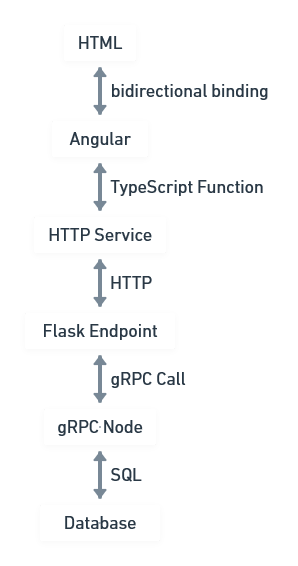 HTML
bidirectional binding
Angular
TypeScript Function
HTTP Service
HTTP
Flask Endpoint
gRPC Call
gRPC Node
SQL
Database